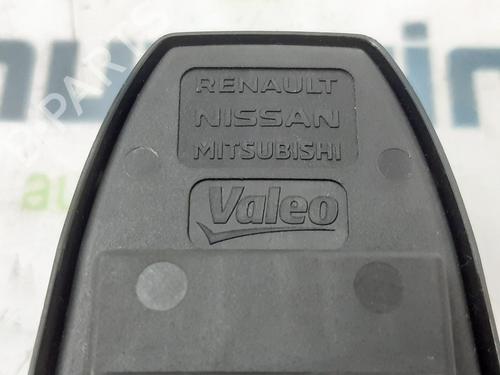 RENAULT
NISSAN
MITSUBISHI
Valeo